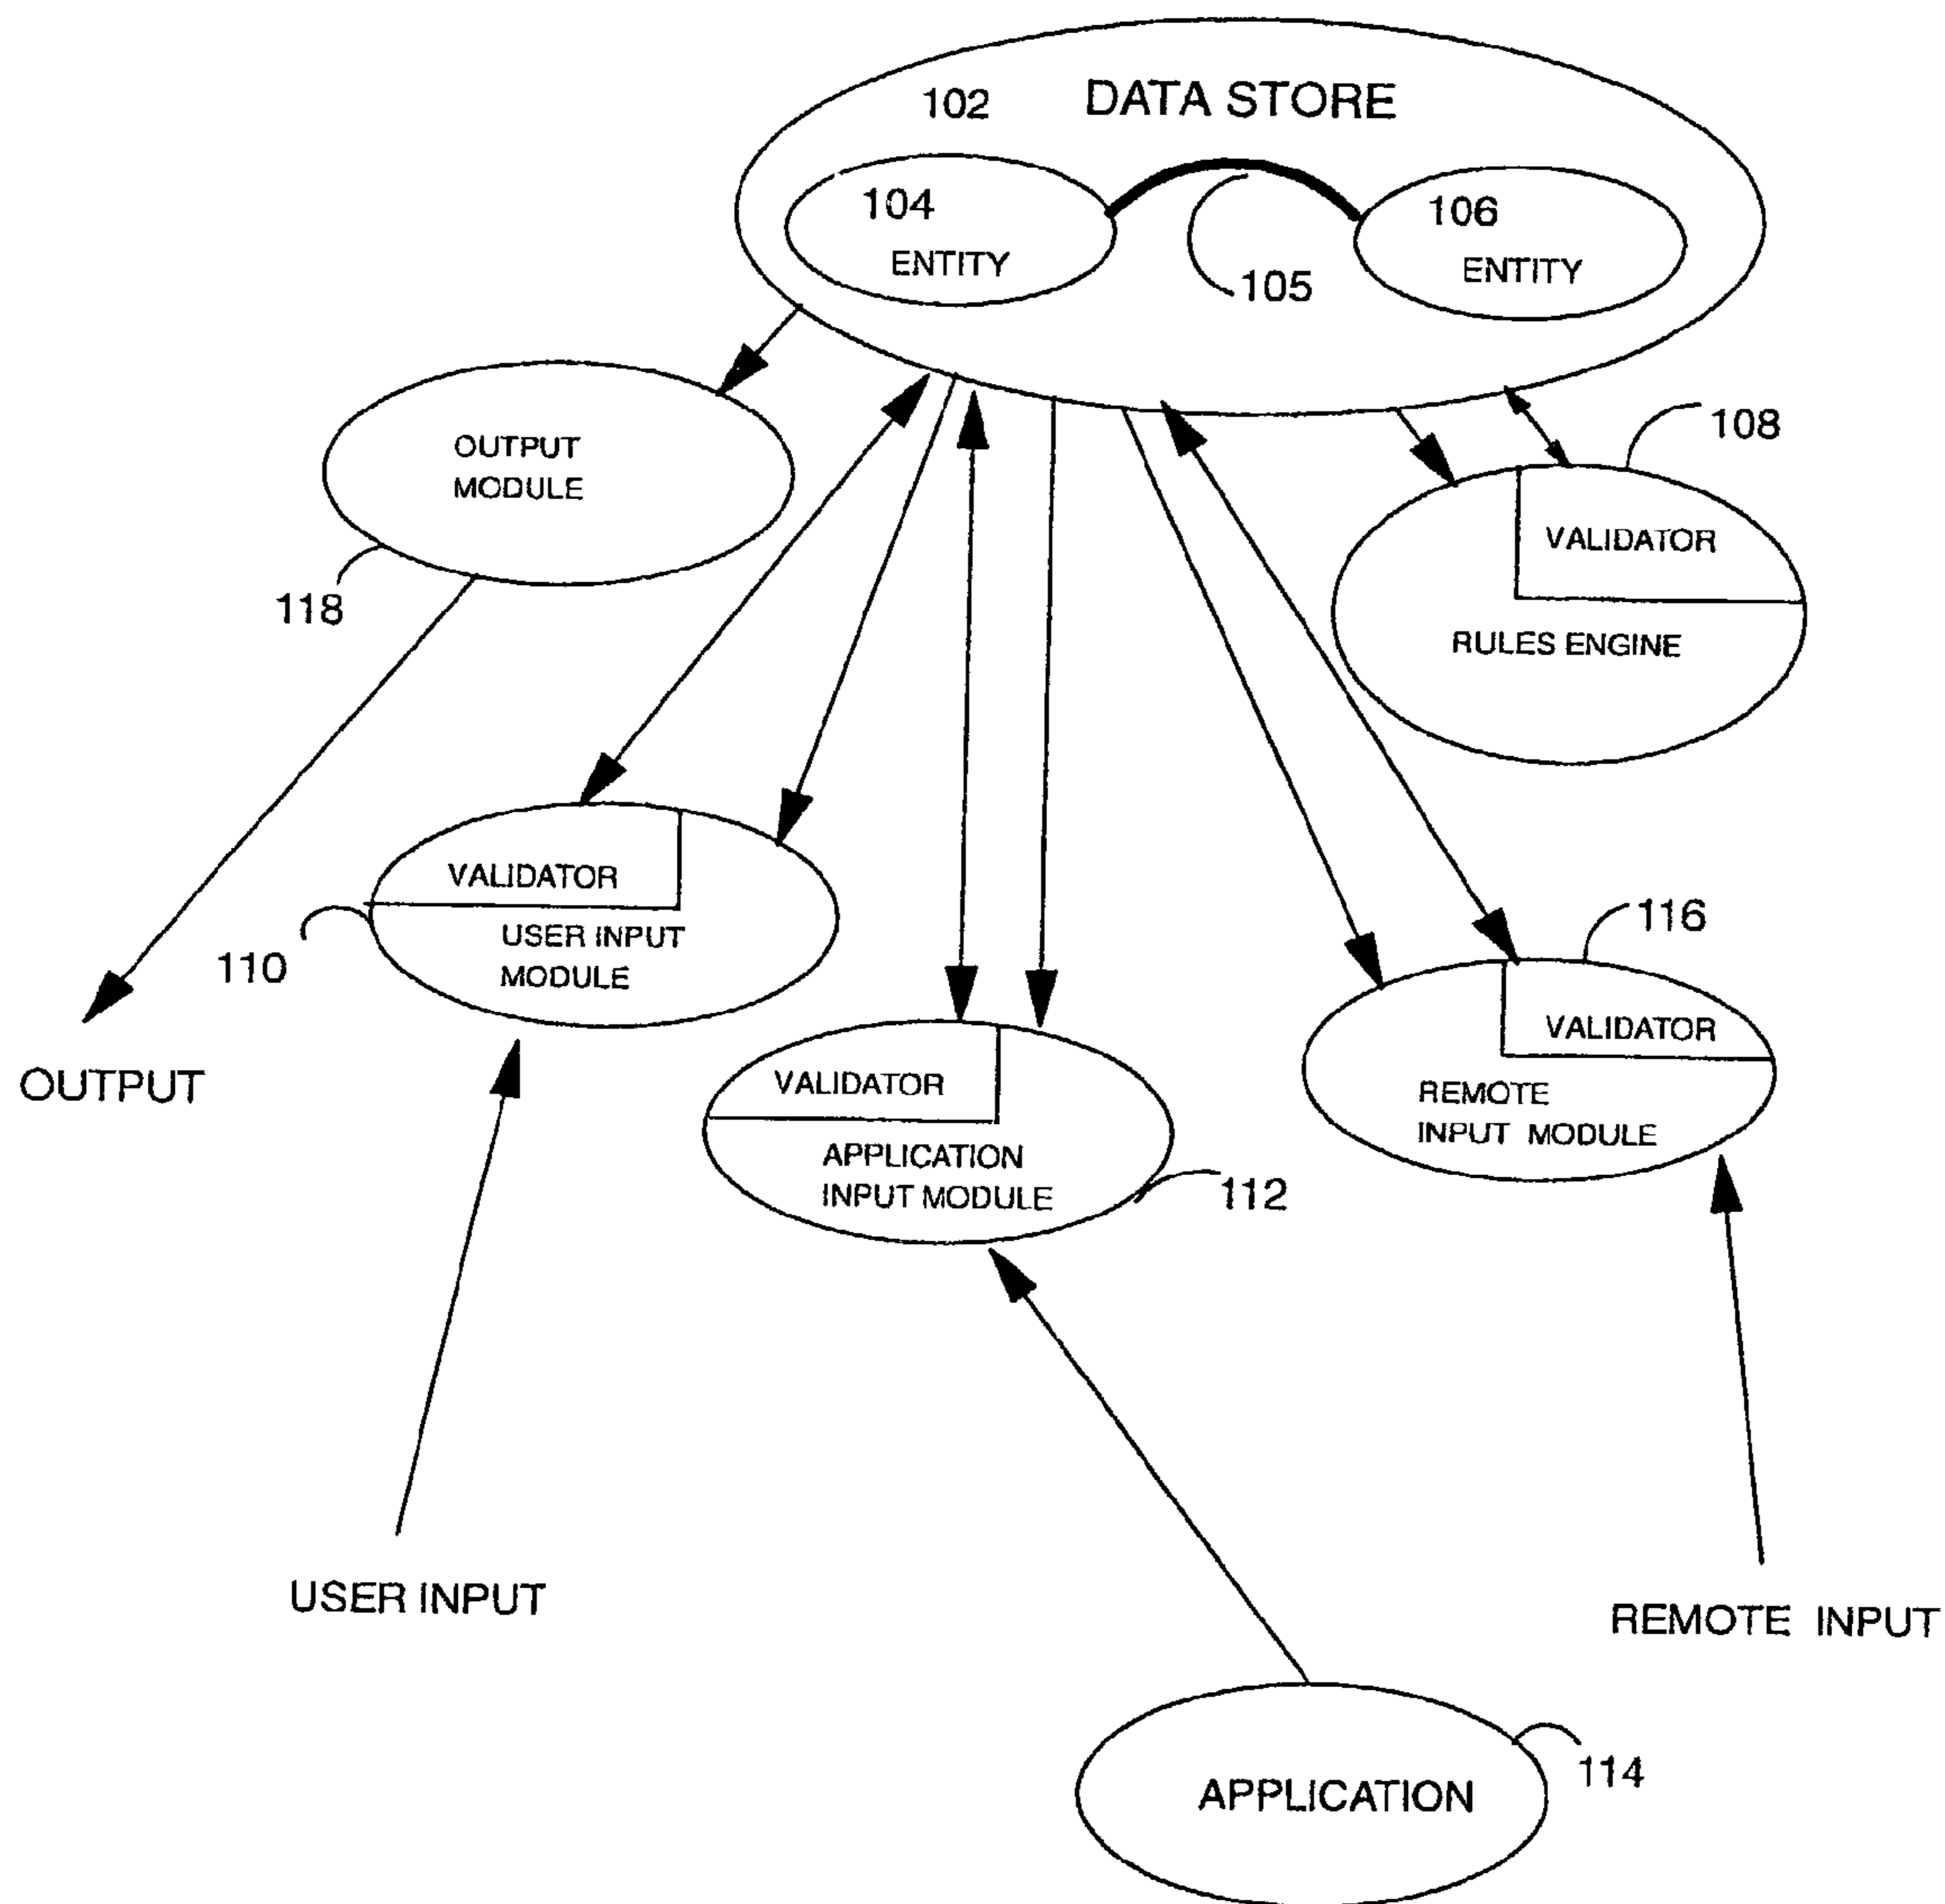 102 DATA STORE
104
ENTITY
105
106
ENTITY
OUTPUT
MODULE
118
108
VALIDATOR
RULES ENGINE
VALIDATOR
USER INPUT
MODULE
110
OUTPUT
VALIDATOR
APPLICATION
INPUT MODULE
112
116
VALIDATOR
REMOTE
INPUT MODULE
USER INPUT
REMOTE INPUT
APPLICATION
114